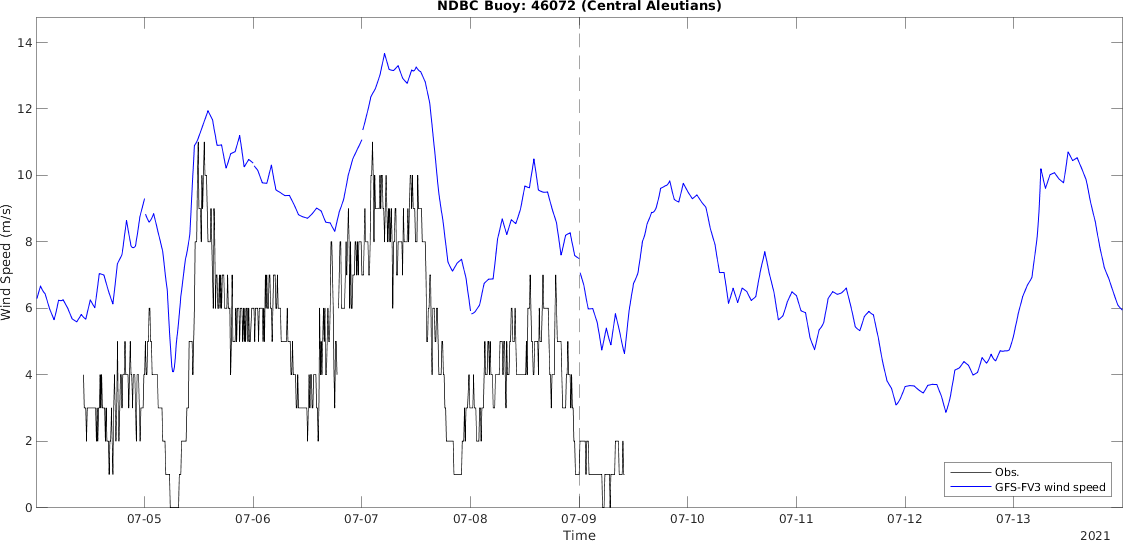 NDBC Buoy: 46072 (Central Aleutians)
14
12
10
8
6
4
2
0
Wind Speed (m/s)
07-05 07-06 07-07 07-08 07-09 07-10 07-11 07-12 07-13
Time
2021
Obs.
GFS-FV3 wind speed